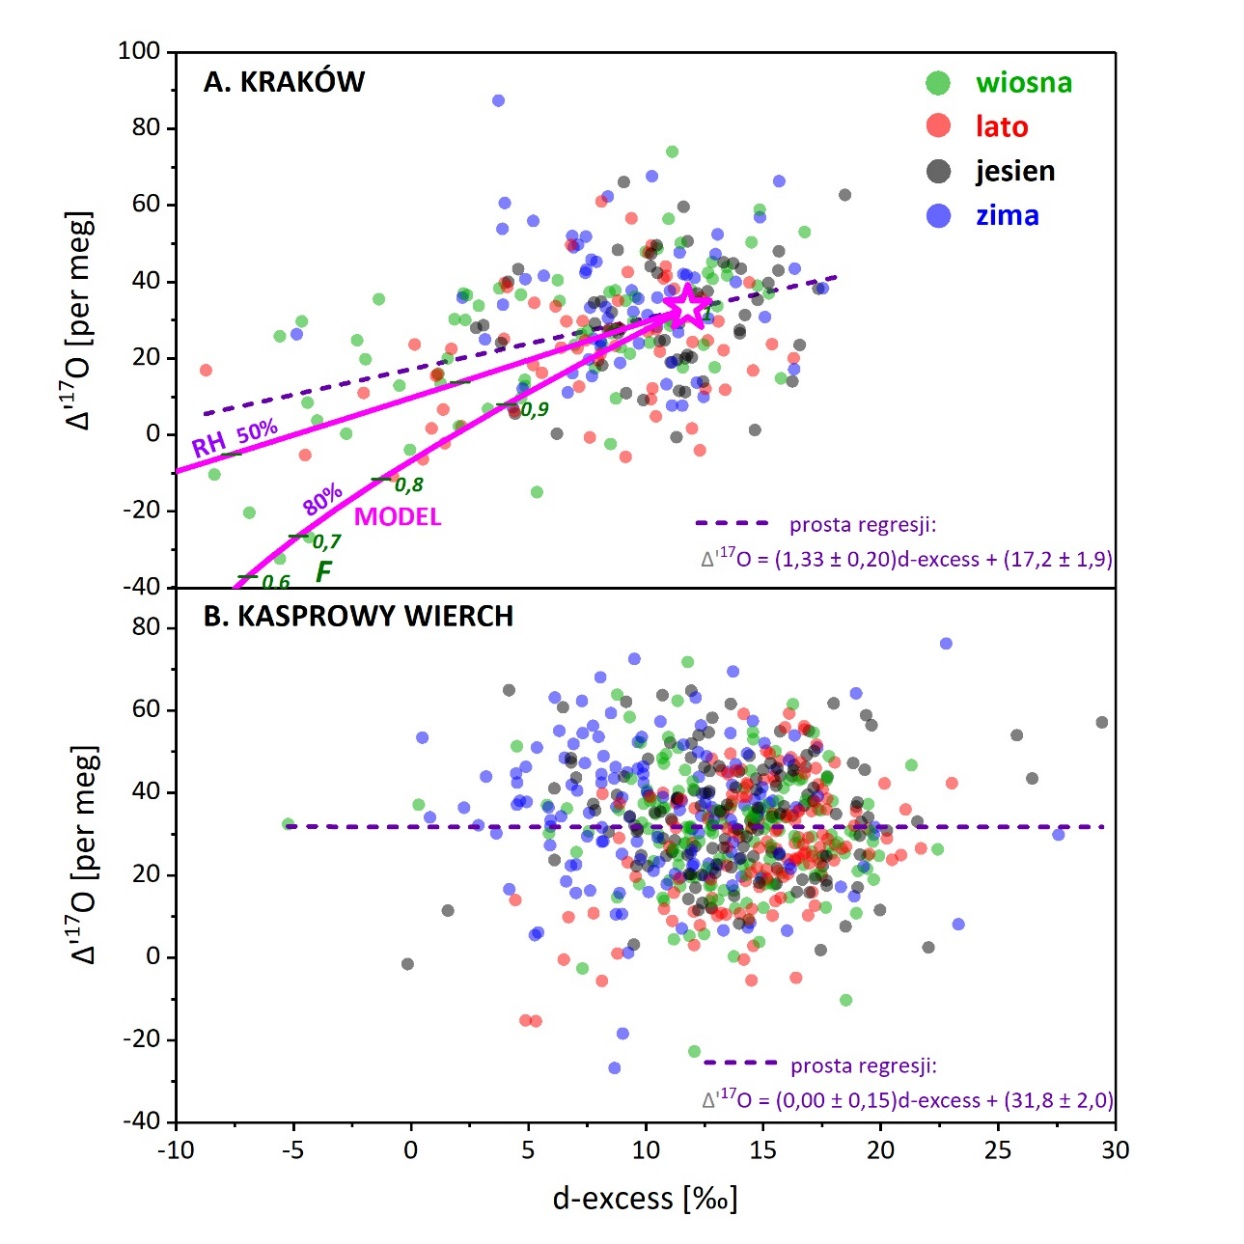 A. KRAKÓW
wiosna
lato
jesien
zima
100
80
60
40
20
0
-20
-40
Δ'¹⁷O [per meg]
RH 50%
80%
MODEL
1
0,9
0,8
0,7
0,6
F
prosta regresji:
Δ'¹⁷O = (1,33 ± 0,20)d-excess + (17,2 ± 1,9)
B. KASPROWY WIERCH
80
60
40
20
0
-20
-40
Δ'¹⁷O [per meg]
prosta regresji:
Δ'¹⁷O = (0,00 ± 0,15)d-excess + (31,8 ± 2,0)
-10 -5 0 5 10 15 20 25 30
d-excess [‰]